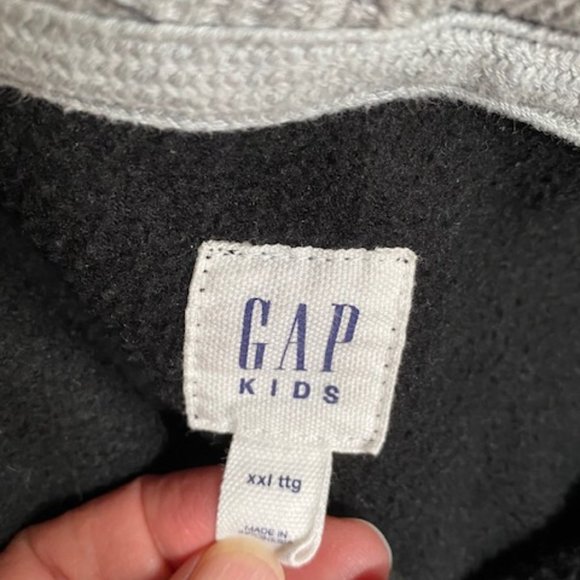 GAP
KIDS
xxl ttg
MADE IN